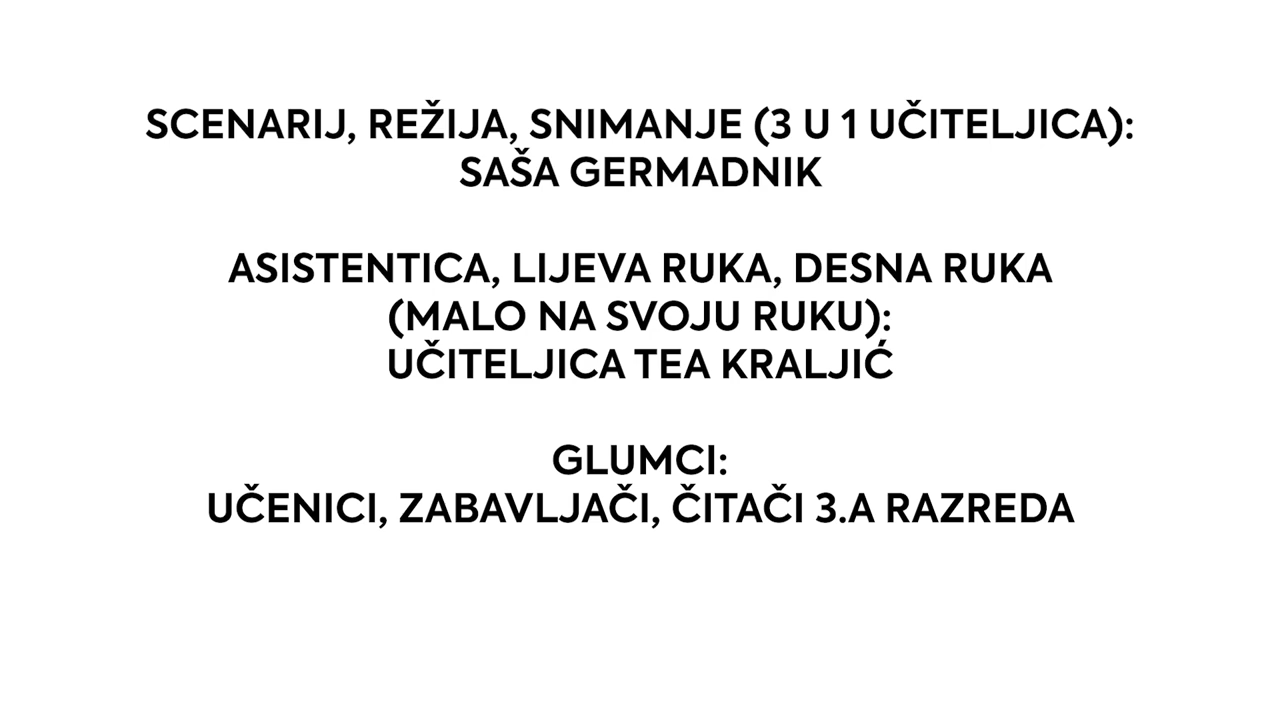 SCENARIJ, REŽIJA, SNIMANJE (3 U 1 UČITELJICA):
SAŠA GERMADNIK
ASISTENTICA, LIJEVA RUKA, DESNA RUKA
(MALO NA SVOJU RUKU):
UČITELJICA TEA KRALJIĆ
GLUMCI:
UČENICI, ZABAVLJAČI, ČITAČI 3.A RAZREDA